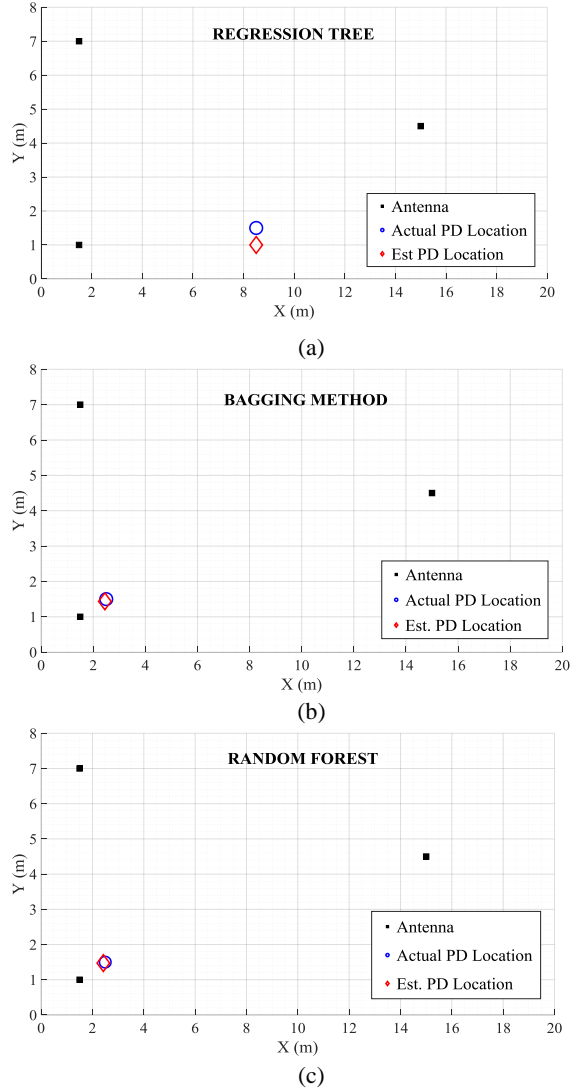 REGRESSION TREE
8
7
6
5
4
3
2
1
0
Y (m)
Antenna
Actual PD Location
Est PD Location
0 2 4 6 8 10 12 14 16 18 20
X (m)
(a)
BAGGING METHOD
8
7
6
5
4
3
2
1
0
Y (m)
Antenna
Actual PD Location
Est. PD Location
0 2 4 6 8 10 12 14 16 18 20
X (m)
(b)
RANDOM FOREST
8
7
6
5
4
3
2
1
0
Y (m)
Antenna
Actual PD Location
Est. PD Location
0 2 4 6 8 10 12 14 16 18 20
X (m)
(c)